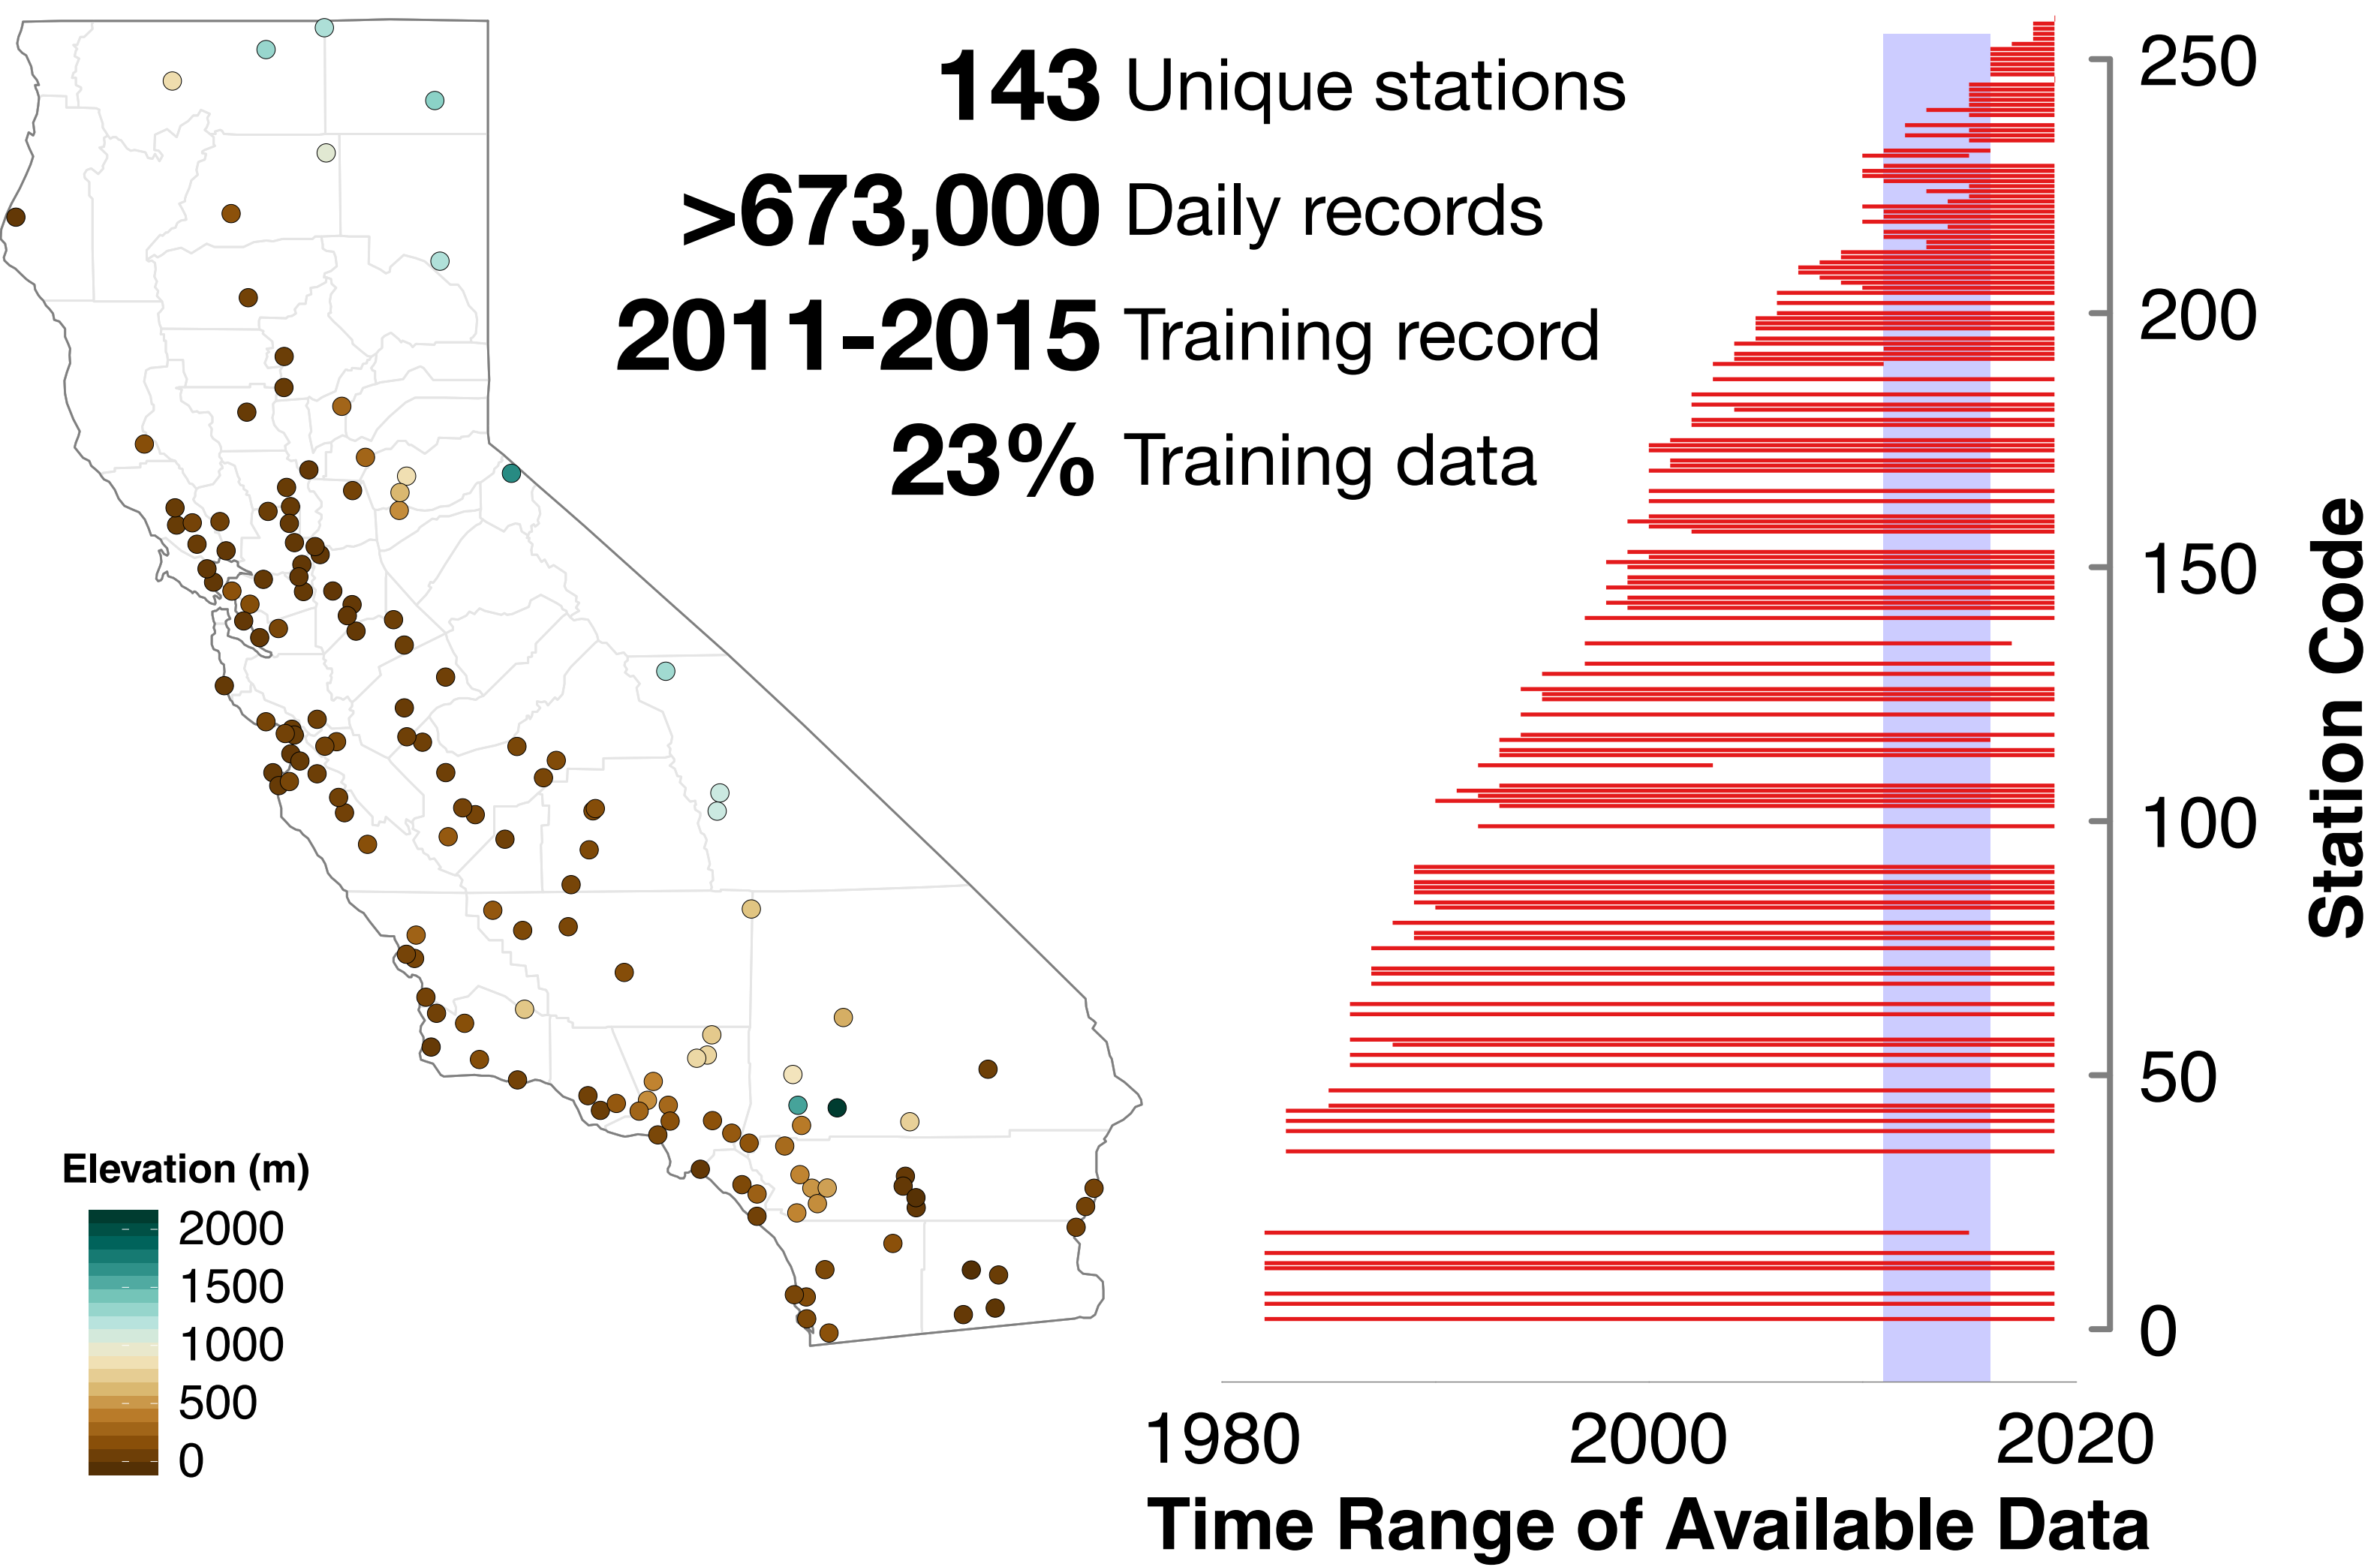 143 Unique stations
>673,000 Daily records
2011-2015 Training record
23% Training data
Elevation (m)
2000
1500
1000
500
0
250
200
150
100
50
0
Station Code
1980 2000 2020
Time Range of Available Data